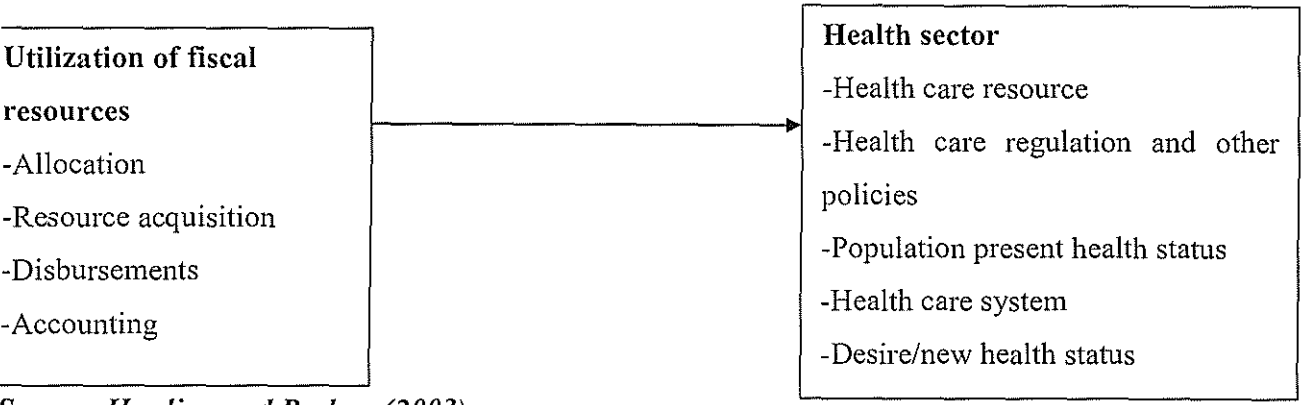 Utilization of fiscal
resources
-Allocation
-Resource acquisition
-Disbursements
-Accounting
Health sector
-Health care resource
-Health care regulation and other
policies
-Population present health status
-Health care system
-Desire/new health status
(2003)